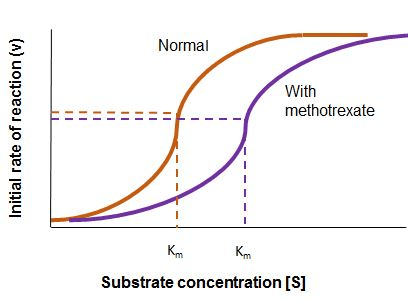 Normal
With
methotrexate
Initial rate of reaction (v)
Km
Km
Substrate concentration [S]